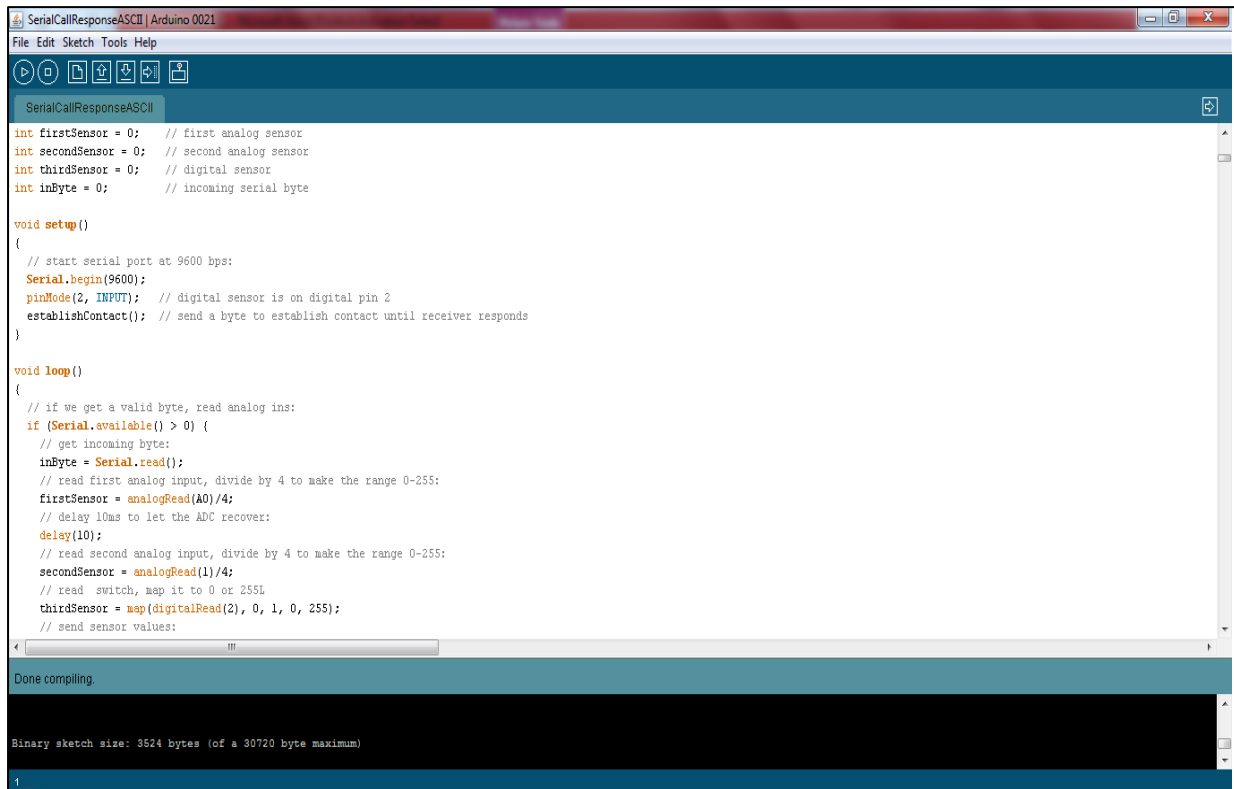 SerialCallResponseASCII | Arduino 0021
File Edit Sketch Tools Help
SerialCallResponseASCII
int firstSensor = 0;    // first analog sensor
int secondSensor = 0;   // second analog sensor
int thirdSensor = 0;    // digital sensor
int inByte = 0;         // incoming serial byte

void setup()
{
  // start serial port at 9600 bps:
  Serial.begin(9600);
  pinMode(2, INPUT);   // digital sensor is on digital pin 2
  establishContact();  // send a byte to establish contact until receiver responds
}

void loop()
{
  // if we get a valid byte, read analog ins:
  if (Serial.available() > 0) {
    // get incoming byte:
    inByte = Serial.read();
    // read first analog input, divide by 4 to make the range 0-255:
    firstSensor = analogRead(A0)/4;
    // delay 10ms to let the ADC recover:
    delay(10);
    // read second analog input, divide by 4 to make the range 0-255:
    secondSensor = analogRead(1)/4;
    // read  switch, map it to 0 or 255L
    thirdSensor = map(digitalRead(2), 0, 1, 0, 255);
    // send sensor values:
Done compiling.
Binary sketch size: 3524 bytes (of a 30720 byte maximum)
1